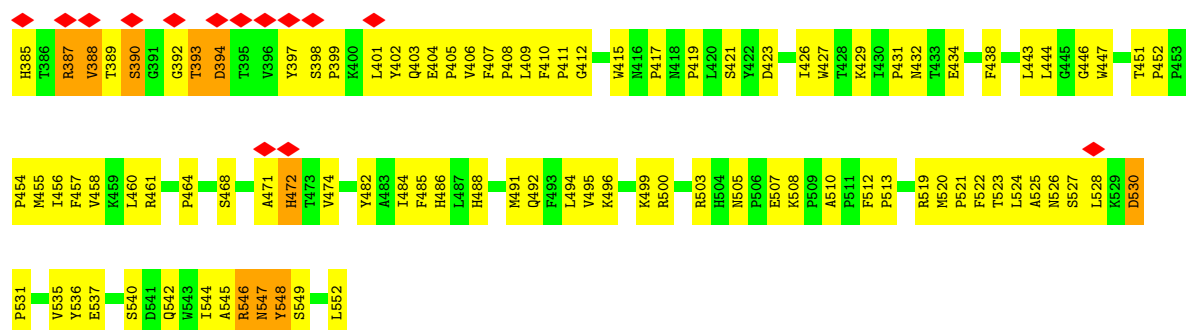 H385 T386 R387 V388 T389 S390 G391 G392 T393 D394 T395 V396 Y397 S398 P399 K400 L401 Y402 Q403 E404 P405 V406 F407 P408 L409 F410 P411 G412 W415 N416 P417 N418 P419 L420 S421 Y422 D423 I426 W427 T428 K429 I430 P431 N432 T433 E434 F438 L443 L444 G445 G446 W447 T451 P452 P453
P454 M455 I456 F457 V458 K459 L460 R461 P464 S468 A471 H472 T473 V474 Y482 A483 I484 F485 H486 L487 H488 M491 Q492 F493 L494 V495 K496 K499 R500 R503 H504 N505 P506 E507 K508 P509 A510 P511 F512 P513 R519 M520 P521 F522 T523 L524 A525 N526 S527 L528 K529 D530
P531 V535 Y536 E537 S540 D541 Q542 W543 I544 A545 R546 N547 Y548 S549 L552